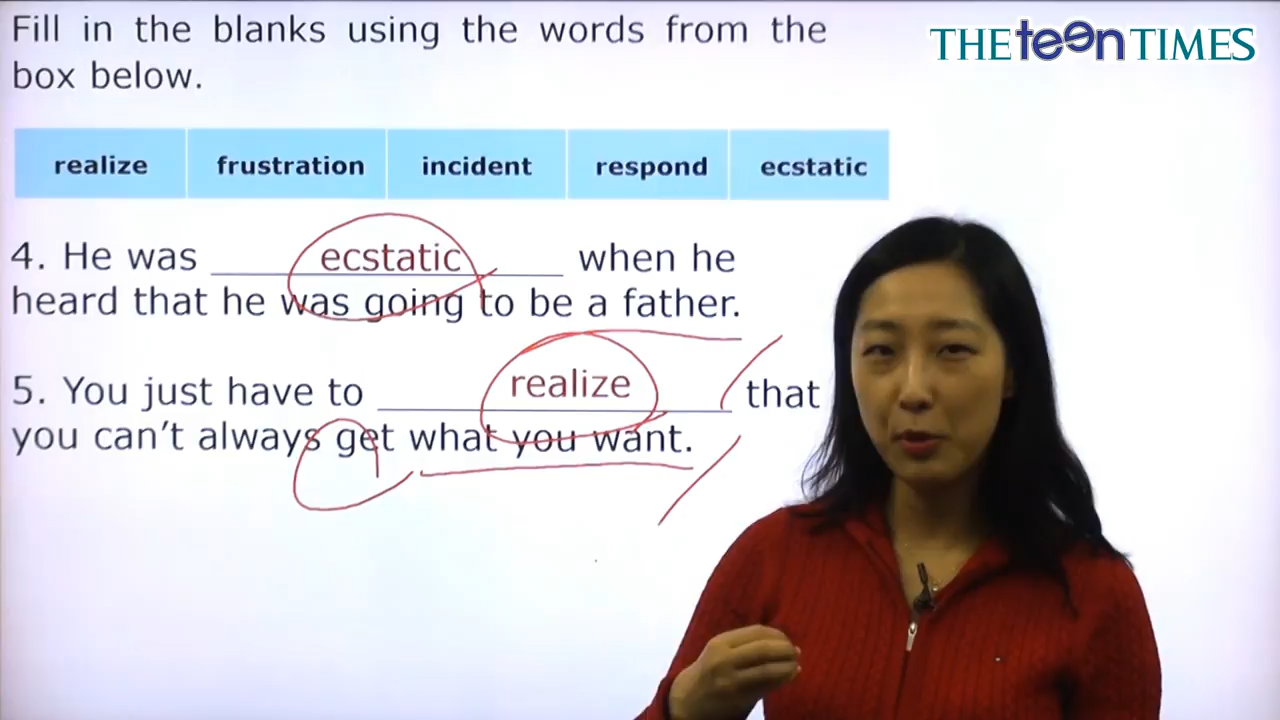 Fill in the blanks using the words from the
THE teen TIMES
box below.
realize frustration incident respond ecstatic
4. He was ecstatic when he
heard that he was going to be a father.
5. You just have to realize that
you can't always get what you want.